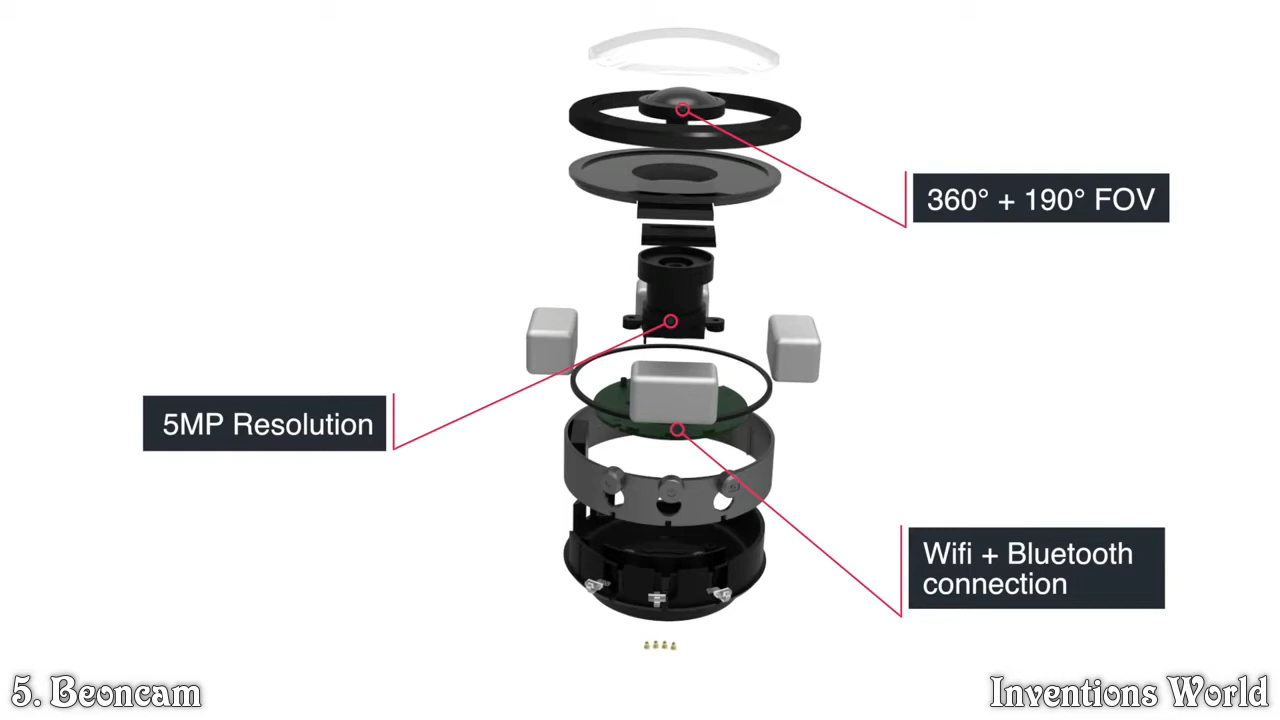 360° + 190° FOV
5MP Resolution
Wifi + Bluetooth
connection
5. Beoncam
Inventions World